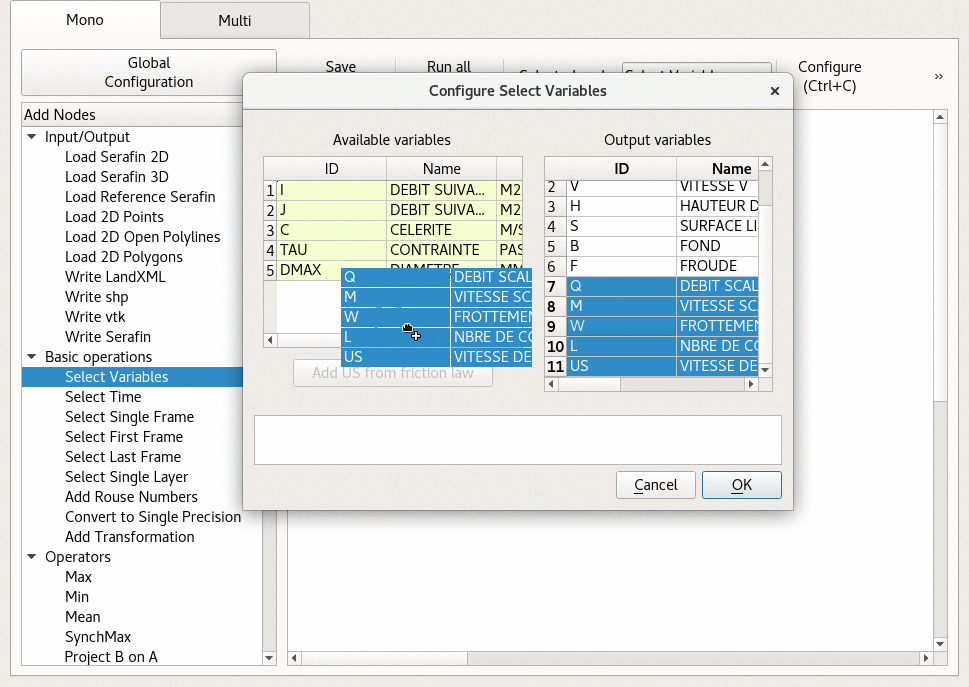 Mono
Multi
Global
Configuration
Save
Run all
Configure
(Ctrl+C)
»
Add Nodes
Input/Output
Load Serafin 2D
Load Serafin 3D
Load Reference Serafin
Load 2D Points
Load 2D Open Polylines
Load 2D Polygons
Write LandXML
Write shp
Write vtk
Write Serafin
Basic operations
Select Variables
Select Time
Select Single Frame
Select First Frame
Select Last Frame
Select Single Layer
Add Rouse Numbers
Convert to Single Precision
Add Transformation
Operators
Max
Min
Mean
SynchMax
Project B on A
Configure Select Variables
Available variables
ID Name
1 I DEBIT SUIVA... M2
2 J DEBIT SUIVA... M2
3 C CELERITE M/S
4 TAU CONTRAINTE PAS
5 DMAX DIAMETRE MM
Q DEBIT SCAL
M VITESSE SC
W FROTTEMEN
L NBRE DE CO
US VITESSE DE
Add US from friction law
Output variables
ID Name
2 V VITESSE V
3 H HAUTEUR D
4 S SURFACE LI
5 B FOND
6 F FROUDE
7 Q DEBIT SCAL
8 M VITESSE SC
9 W FROTTEMEN
10 L NBRE DE CO
11 US VITESSE DE
Cancel
OK